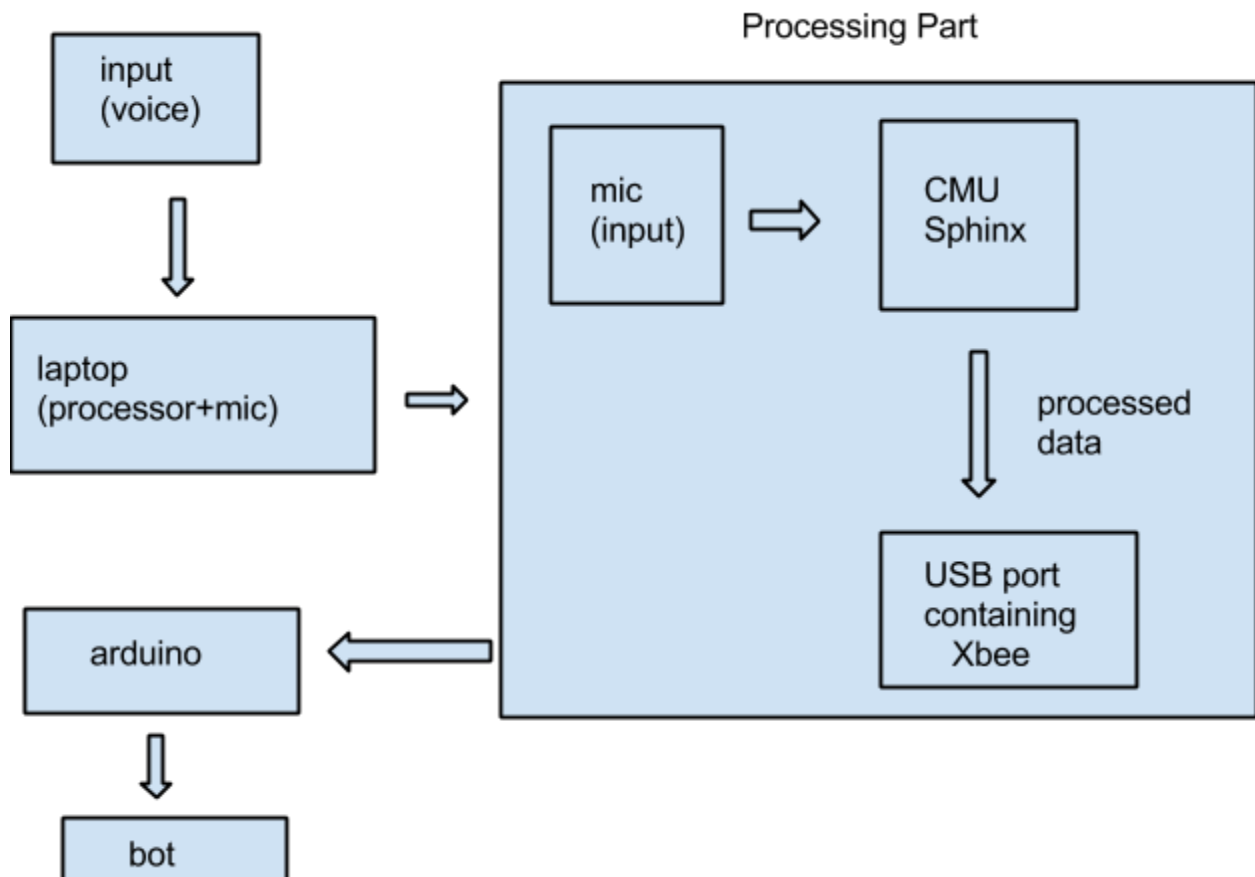 Processing Part
input
(voice)
mic
(input)
CMU
Sphinx
laptop
(processor+mic)
processed
data
USB port
containing
Xbee
arduino
bot